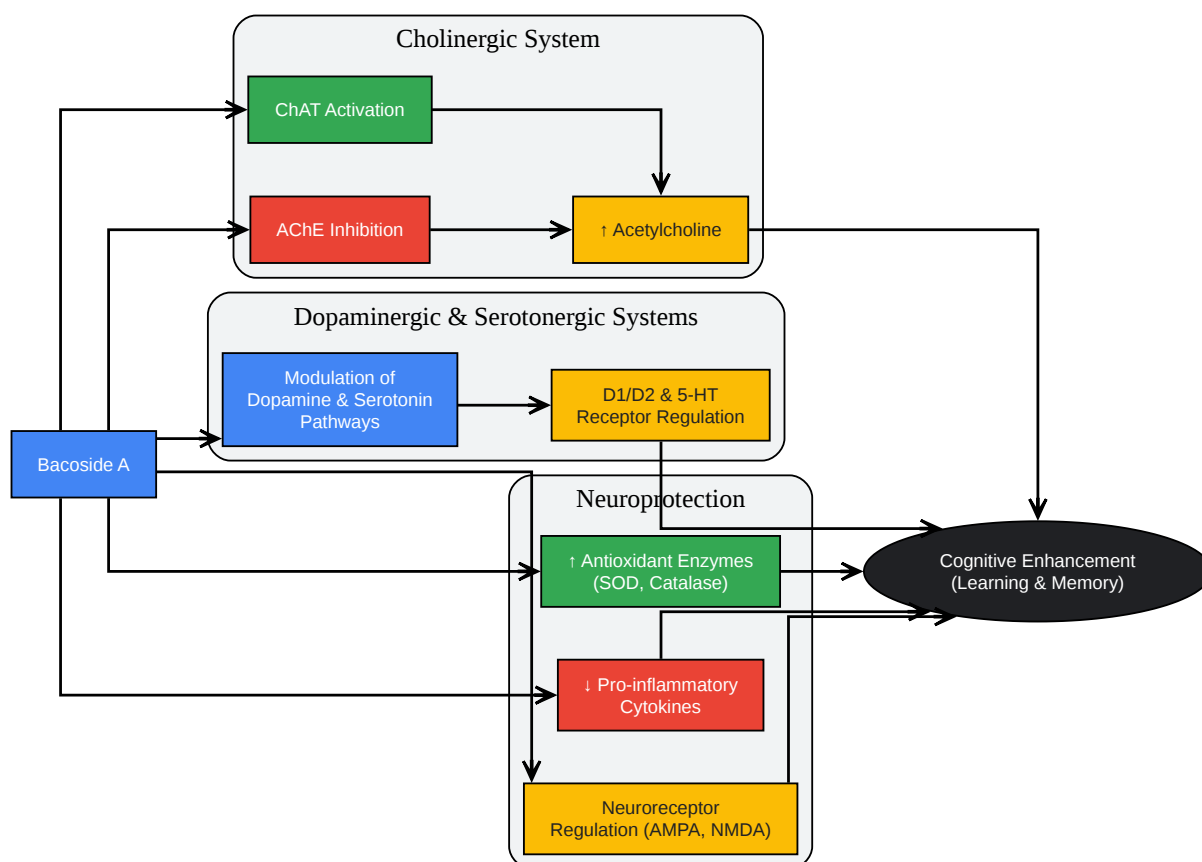 Cholinergic System
ChAT Activation
AChE Inhibition
↑ Acetylcholine
Dopaminergic & Serotonergic Systems
Modulation of
Dopamine & Serotonin
Pathways
D1/D2 & 5-HT
Receptor Regulation
Bacoside A
Neuroprotection
↑ Antioxidant Enzymes
(SOD, Catalase)
Cognitive Enhancement
(Learning & Memory)
↓ Pro-inflammatory
Cytokines
Neuroreceptor
Regulation (AMPA, NMDA)